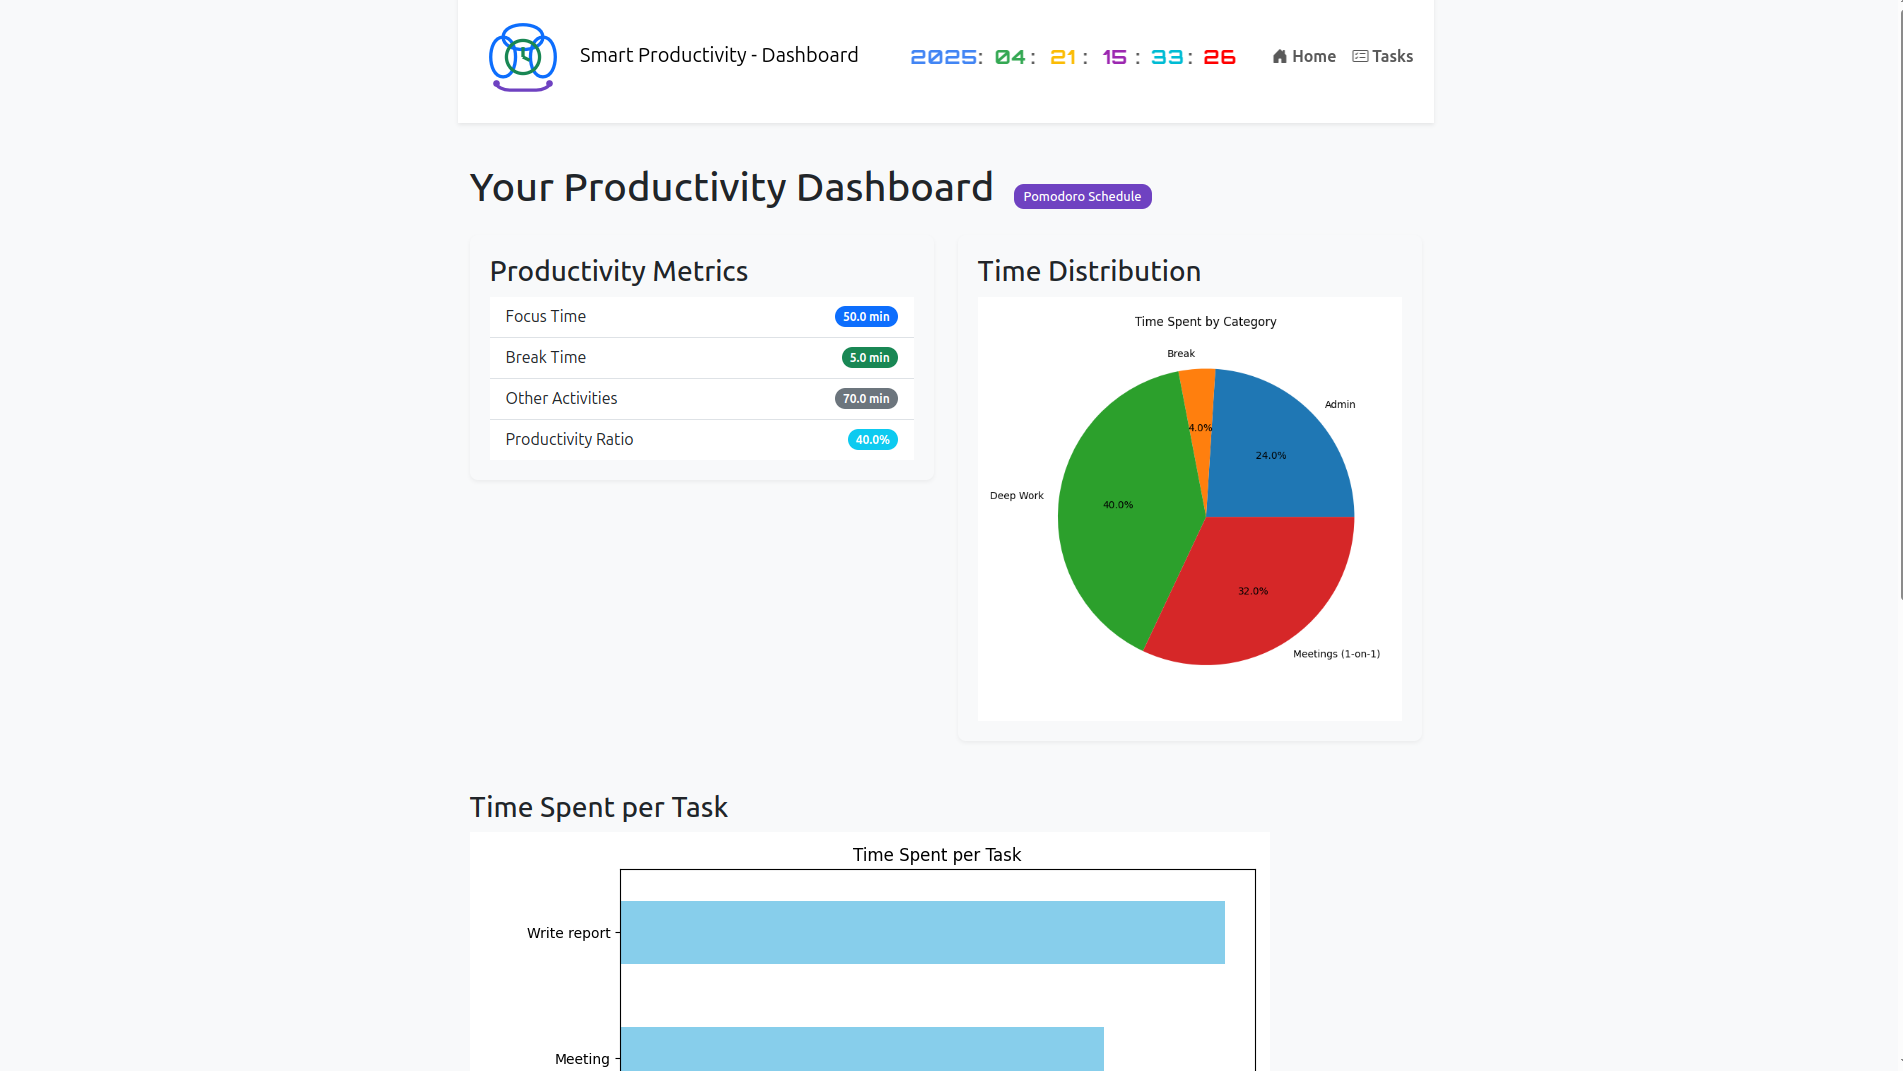 Smart Productivity - Dashboard
2025: 04: 21: 15: 33: 26
Home
Tasks
Your Productivity Dashboard
Pomodoro Schedule
Productivity Metrics
Focus Time 50.0 min
Break Time 5.0 min
Other Activities 70.0 min
Productivity Ratio 40.0%
Time Distribution
Time Spent by Category
Break
Admin
4.0%
24.0%
Deep Work
40.0%
32.0%
Meetings (1-on-1)
Time Spent per Task
Time Spent per Task
Write report
Meeting